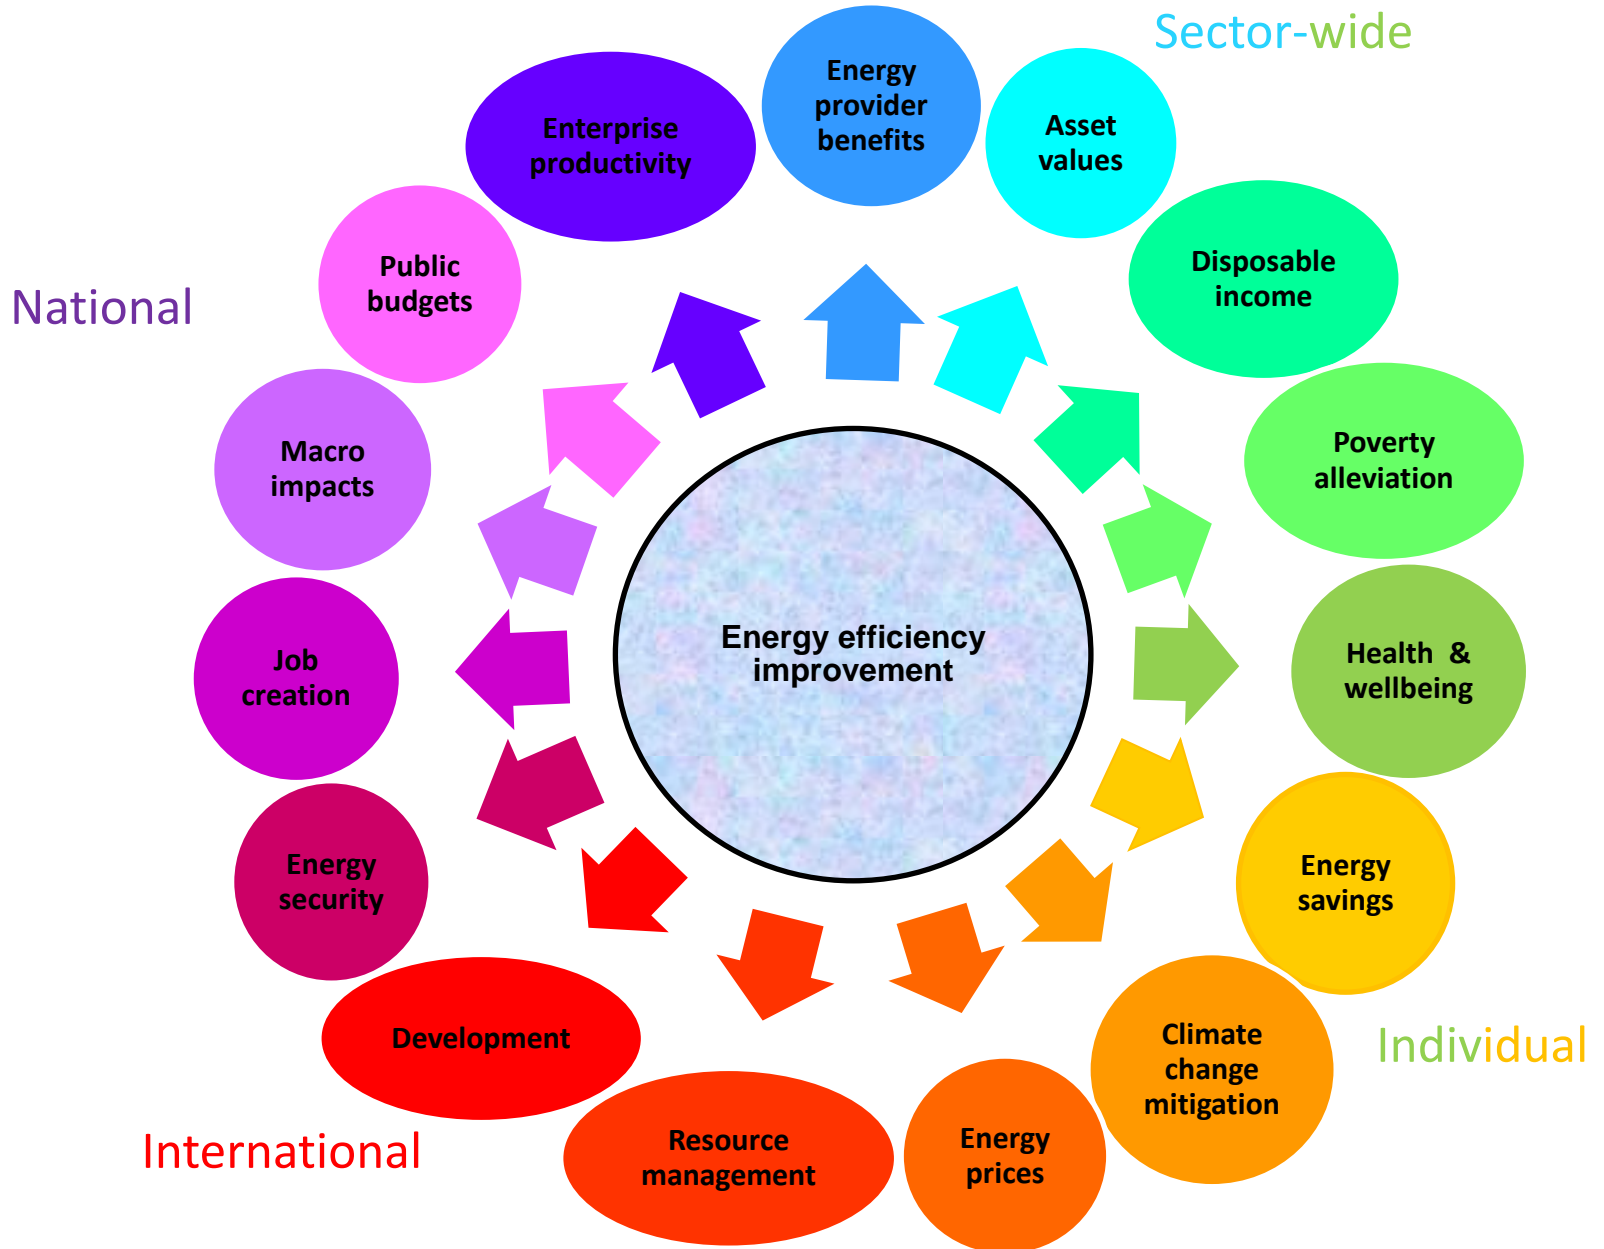 Sector-wide
Energy
provider
benefits
Asset
values
Disposable
income
Poverty
alleviation
Health & 
wellbeing
Energy
savings
Individual
Climate
change
mitigation
Energy
prices
Resource
management
International
Development
Energy
security
Job
creation
Macro
impacts
National
Public
budgets
Enterprise
productivity
Energy efficiency
improvement